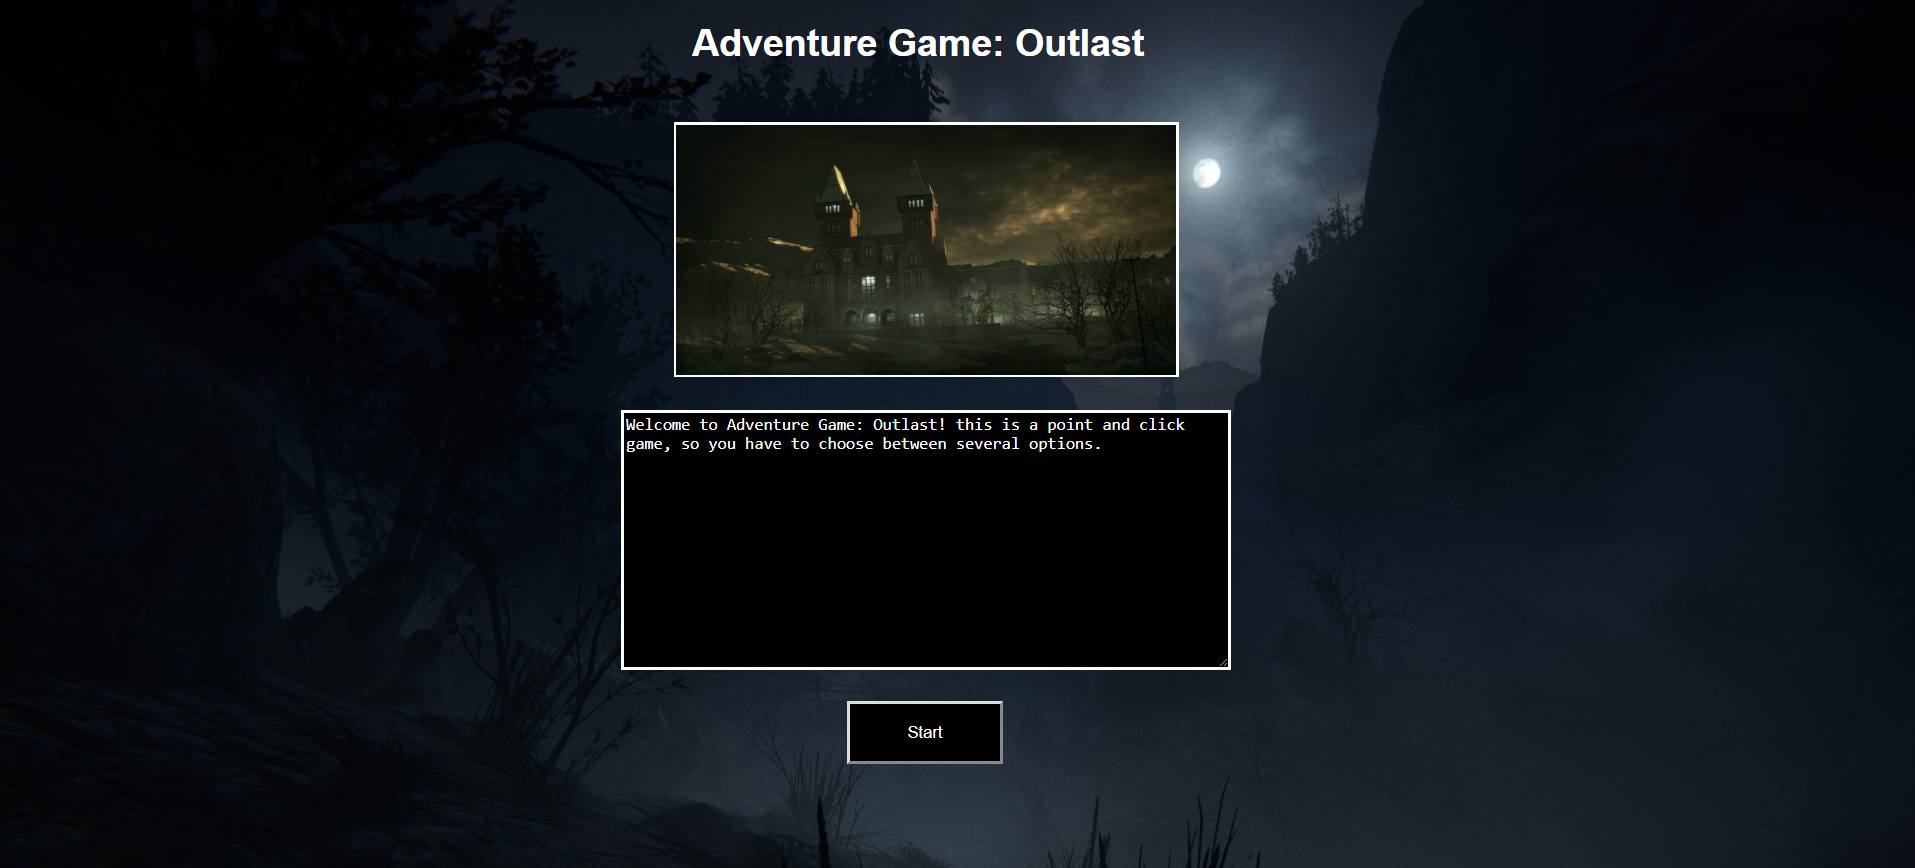 Adventure Game: Outlast
Welcome to Adventure Game: Outlast! this is a point and click
game, so you have to choose between several options.
Start